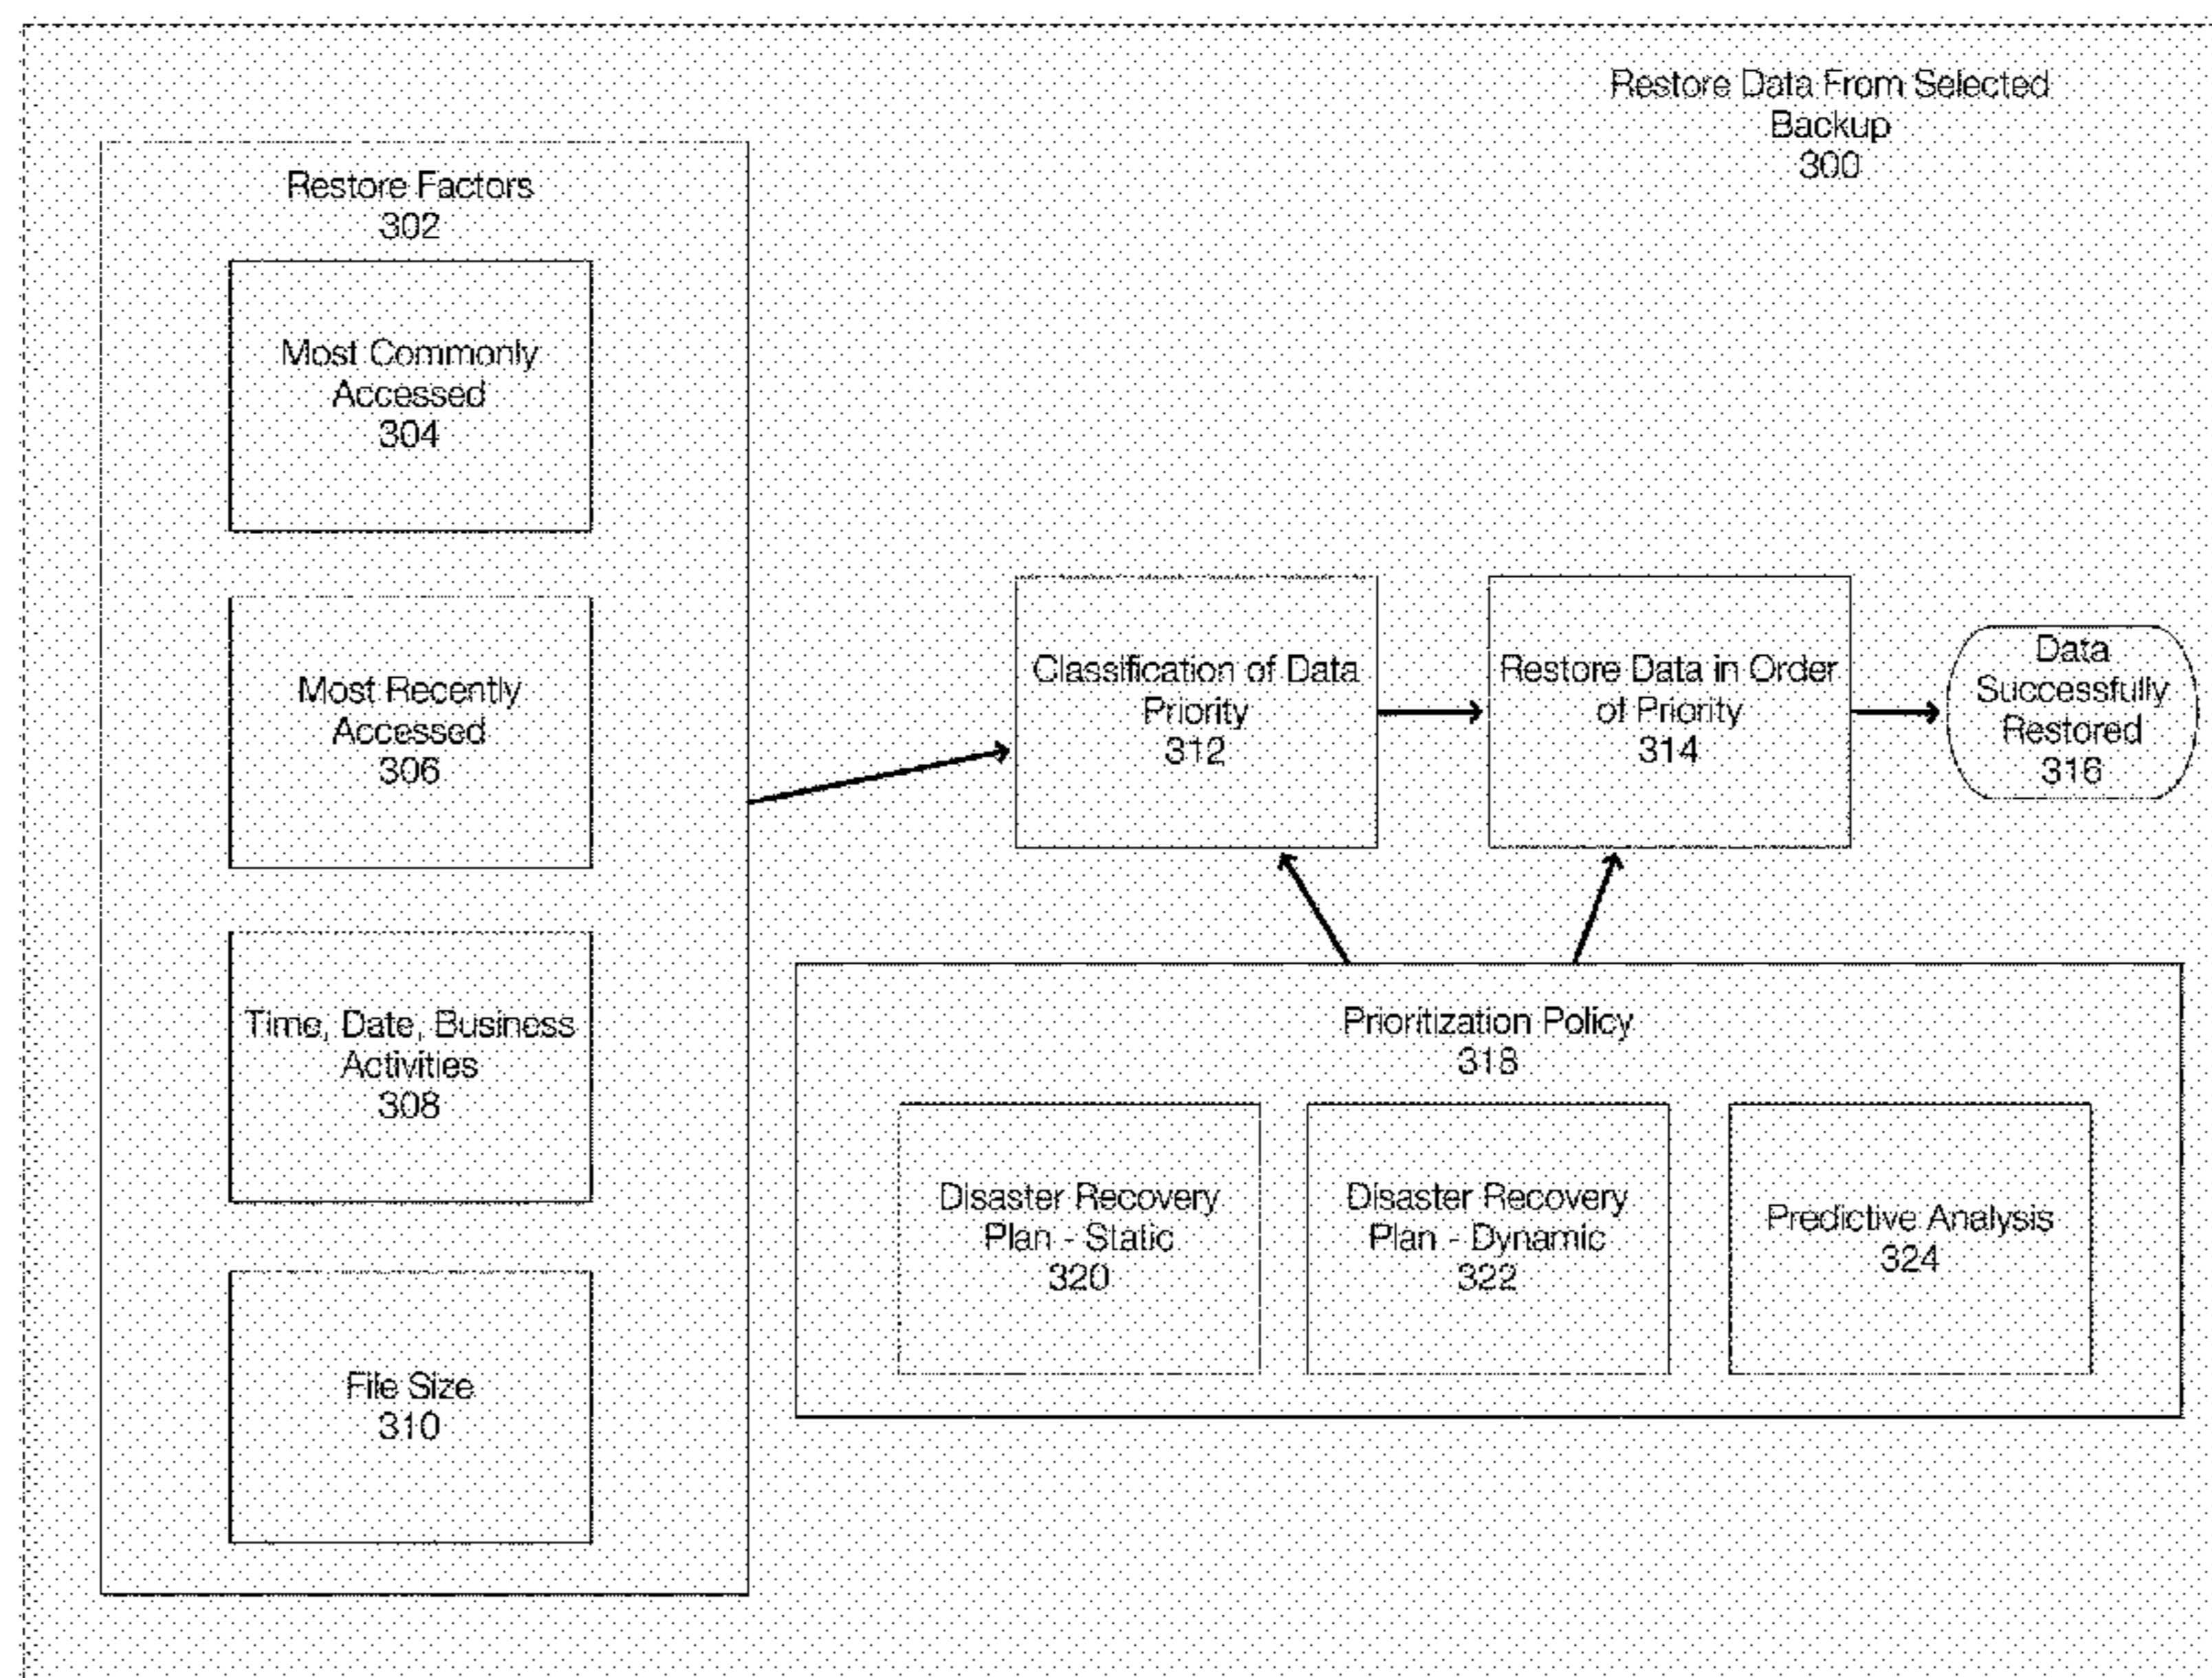 Restore Data From Selected
Backup
300
Restore Factors
302
Most Commonly
Accessed
304
Most Recently
Accessed
306
Time, Date, Business
Activities
308
File Size
310
Classification of Data
Priority
312
Restore Data in Order
of Priority
314
Data
Successfully
Restored
316
Prioritization Policy
318
Disaster Recovery
Plan - Static
320
Disaster Recovery
Plan - Dynamic
322
Predictive Analysis
324